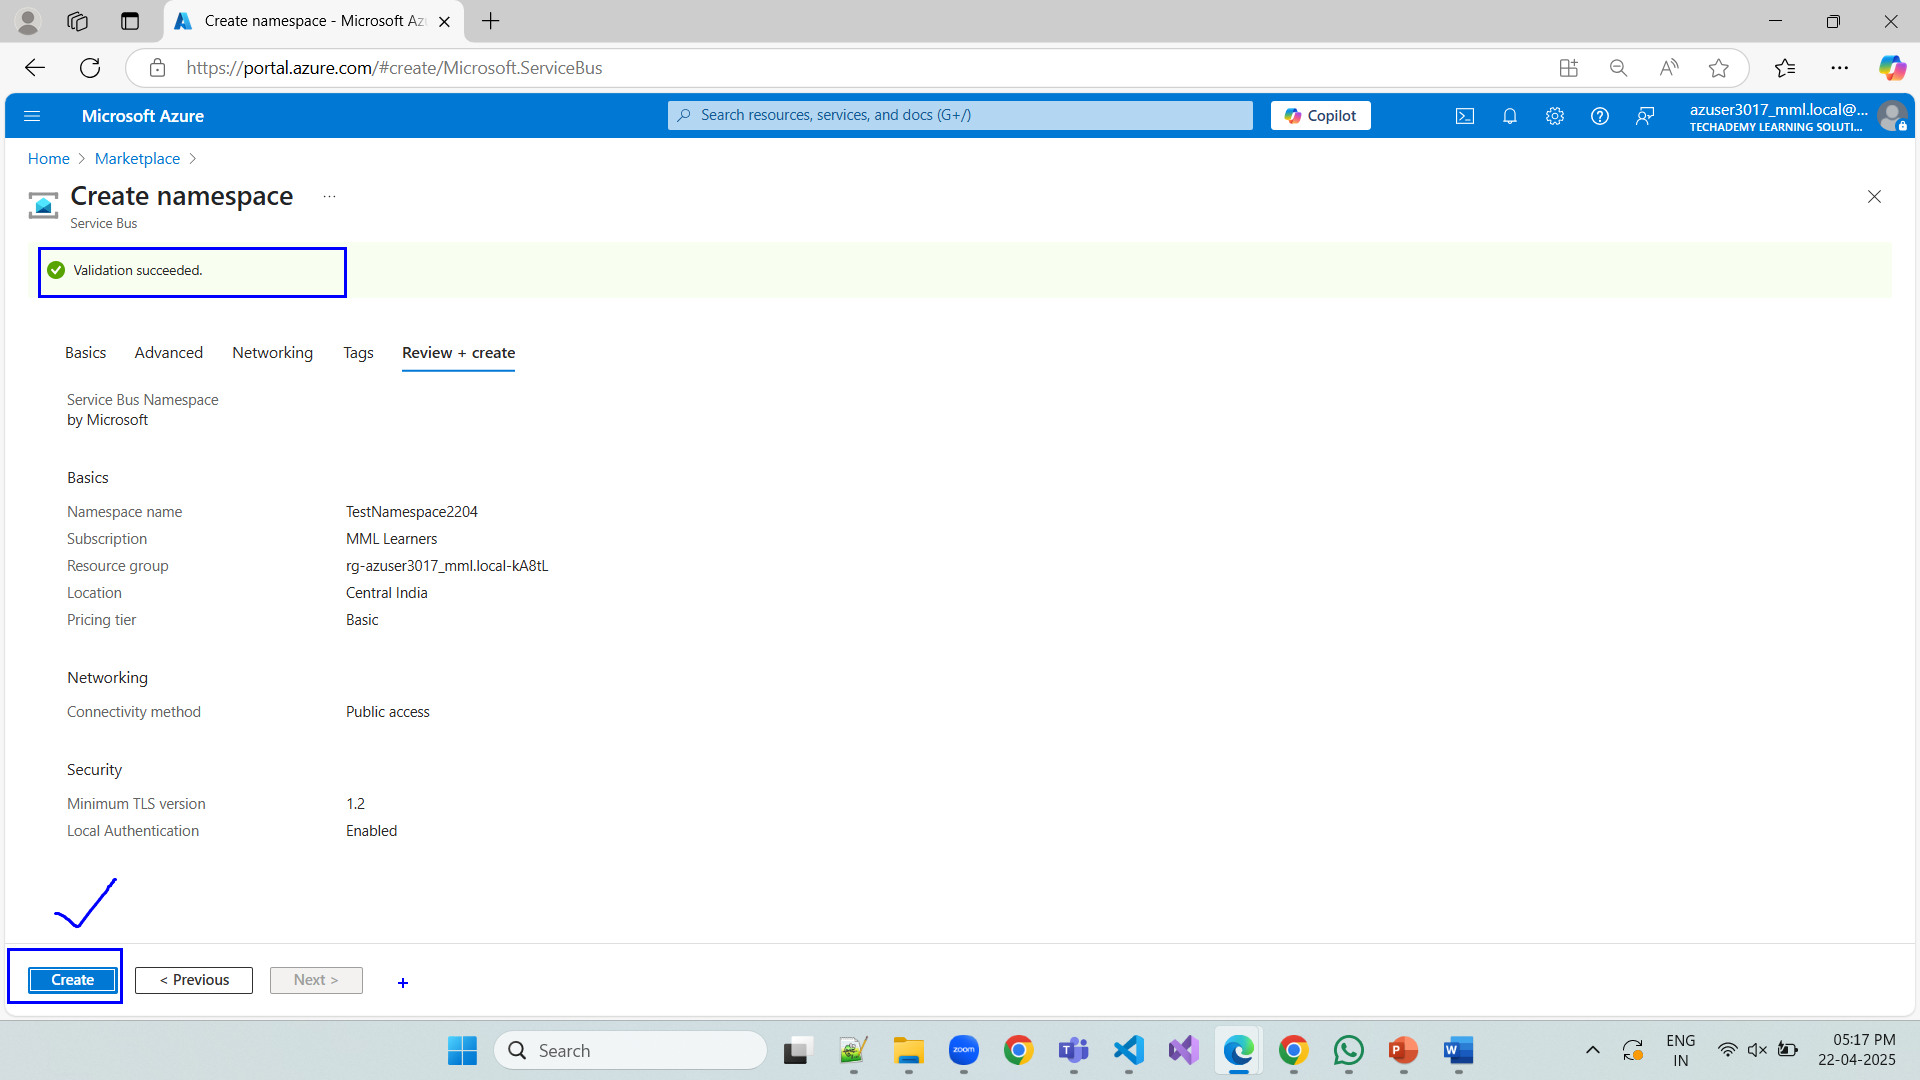 Create namespace - Microsoft Az
https://portal.azure.com/#create/Microsoft.ServiceBus
Microsoft Azure
Search resources, services, and docs (G+/)
Copilot
azuser3017_mml.local@...
TECHADEMY LEARNING SOLUTI...
Home
Marketplace
Create namespace
...
Service Bus
Validation succeeded.
Basics
Advanced
Networking
Tags
Review + create
Service Bus Namespace
by Microsoft
Basics
Namespace name TestNamespace2204
Subscription MML Learners
Resource group rg-azuser3017_mml.local-kA8tL
Location Central India
Pricing tier Basic
Networking
Connectivity method Public access
Security
Minimum TLS version 1.2
Local Authentication Enabled
Create
< Previous
Next >
Search
zoom
ENG
IN
05:17 PM
22-04-2025